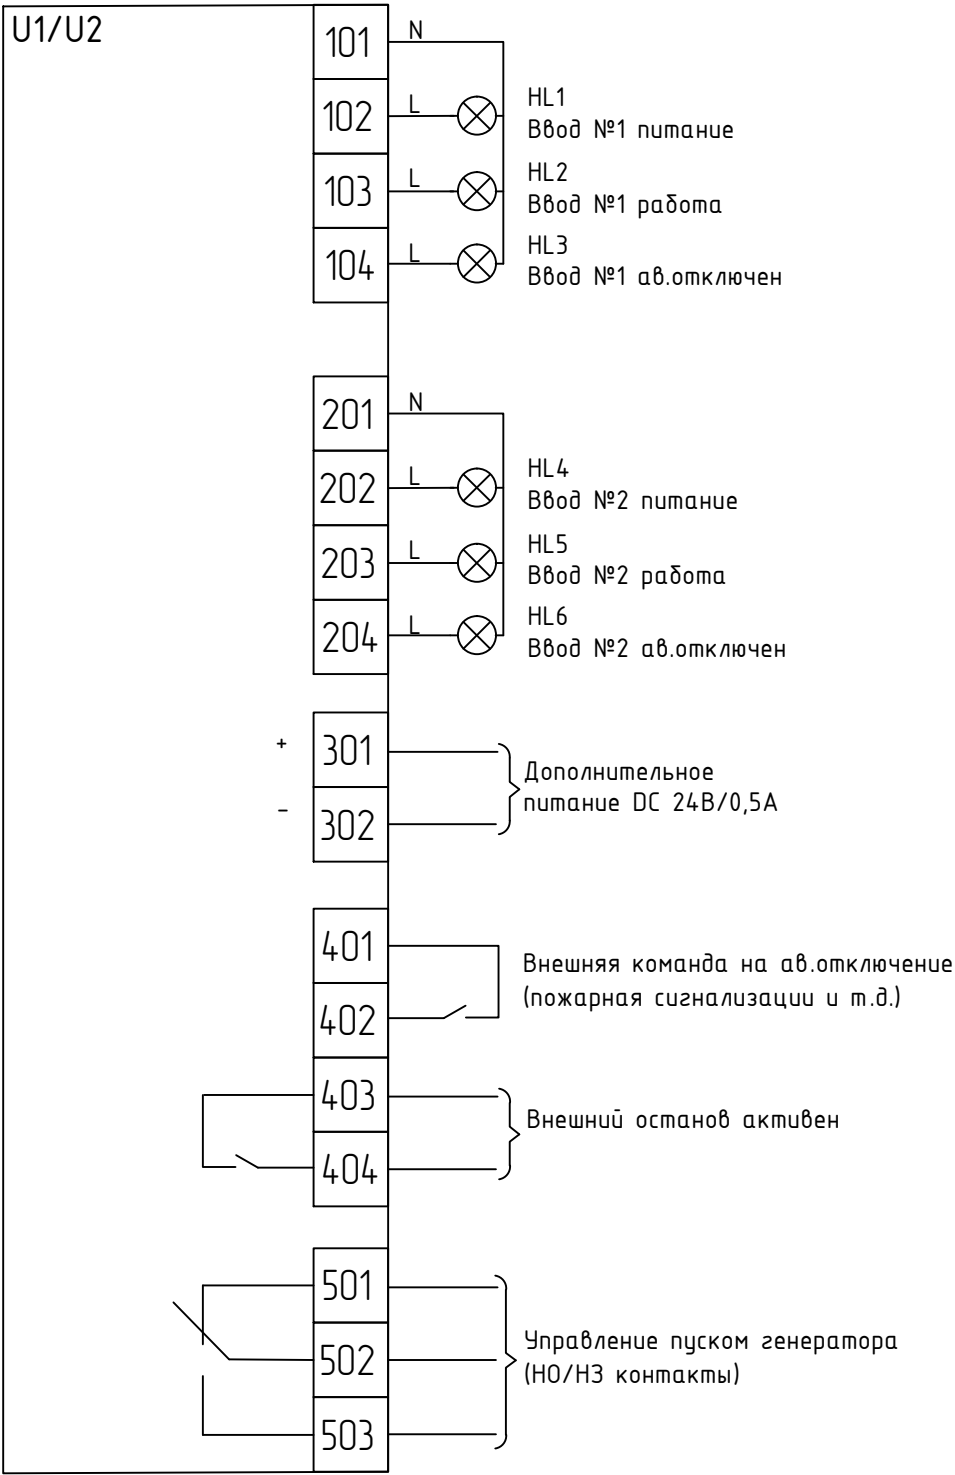 U1/U2
101 N
102 L
HL1
Ввод №1 питание
103 L
HL2
Ввод №1 работа
104 L
HL3
Ввод №1 ав.отключен
201 N
202 L
HL4
Ввод №2 питание
203 L
HL5
Ввод №2 работа
204 L
HL6
Ввод №2 ав.отключен
+ 301
- 302
Дополнительное
питание DC 24В/0,5А
401
402
Внешняя команда на ав.отключение
(пожарная сигнализации и т.д.)
403
404
Внешний останов активен
501
502
503
Управление пуском генератора
(НО/НЗ контакты)